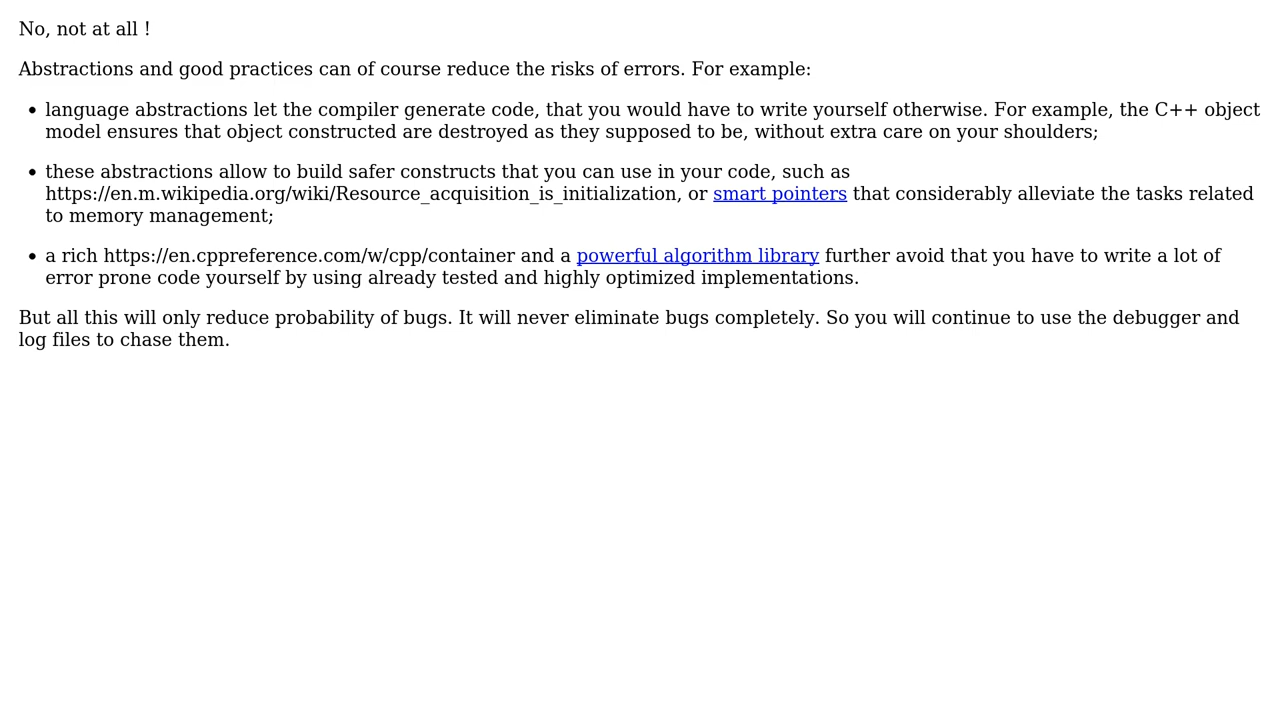 No, not at all !
Abstractions and good practices can of course reduce the risks of errors. For example:
• language abstractions let the compiler generate code, that you would have to write yourself otherwise. For example, the C++ object
model ensures that object constructed are destroyed as they supposed to be, without extra care on your shoulders;
• these abstractions allow to build safer constructs that you can use in your code, such as
https://en.m.wikipedia.org/wiki/Resource_acquisition_is_initialization, or smart pointers that considerably alleviate the tasks related
to memory management;
• a rich https://en.cppreference.com/w/cpp/container and a powerful algorithm library further avoid that you have to write a lot of
error prone code yourself by using already tested and highly optimized implementations.
But all this will only reduce probability of bugs. It will never eliminate bugs completely. So you will continue to use the debugger and
log files to chase them.